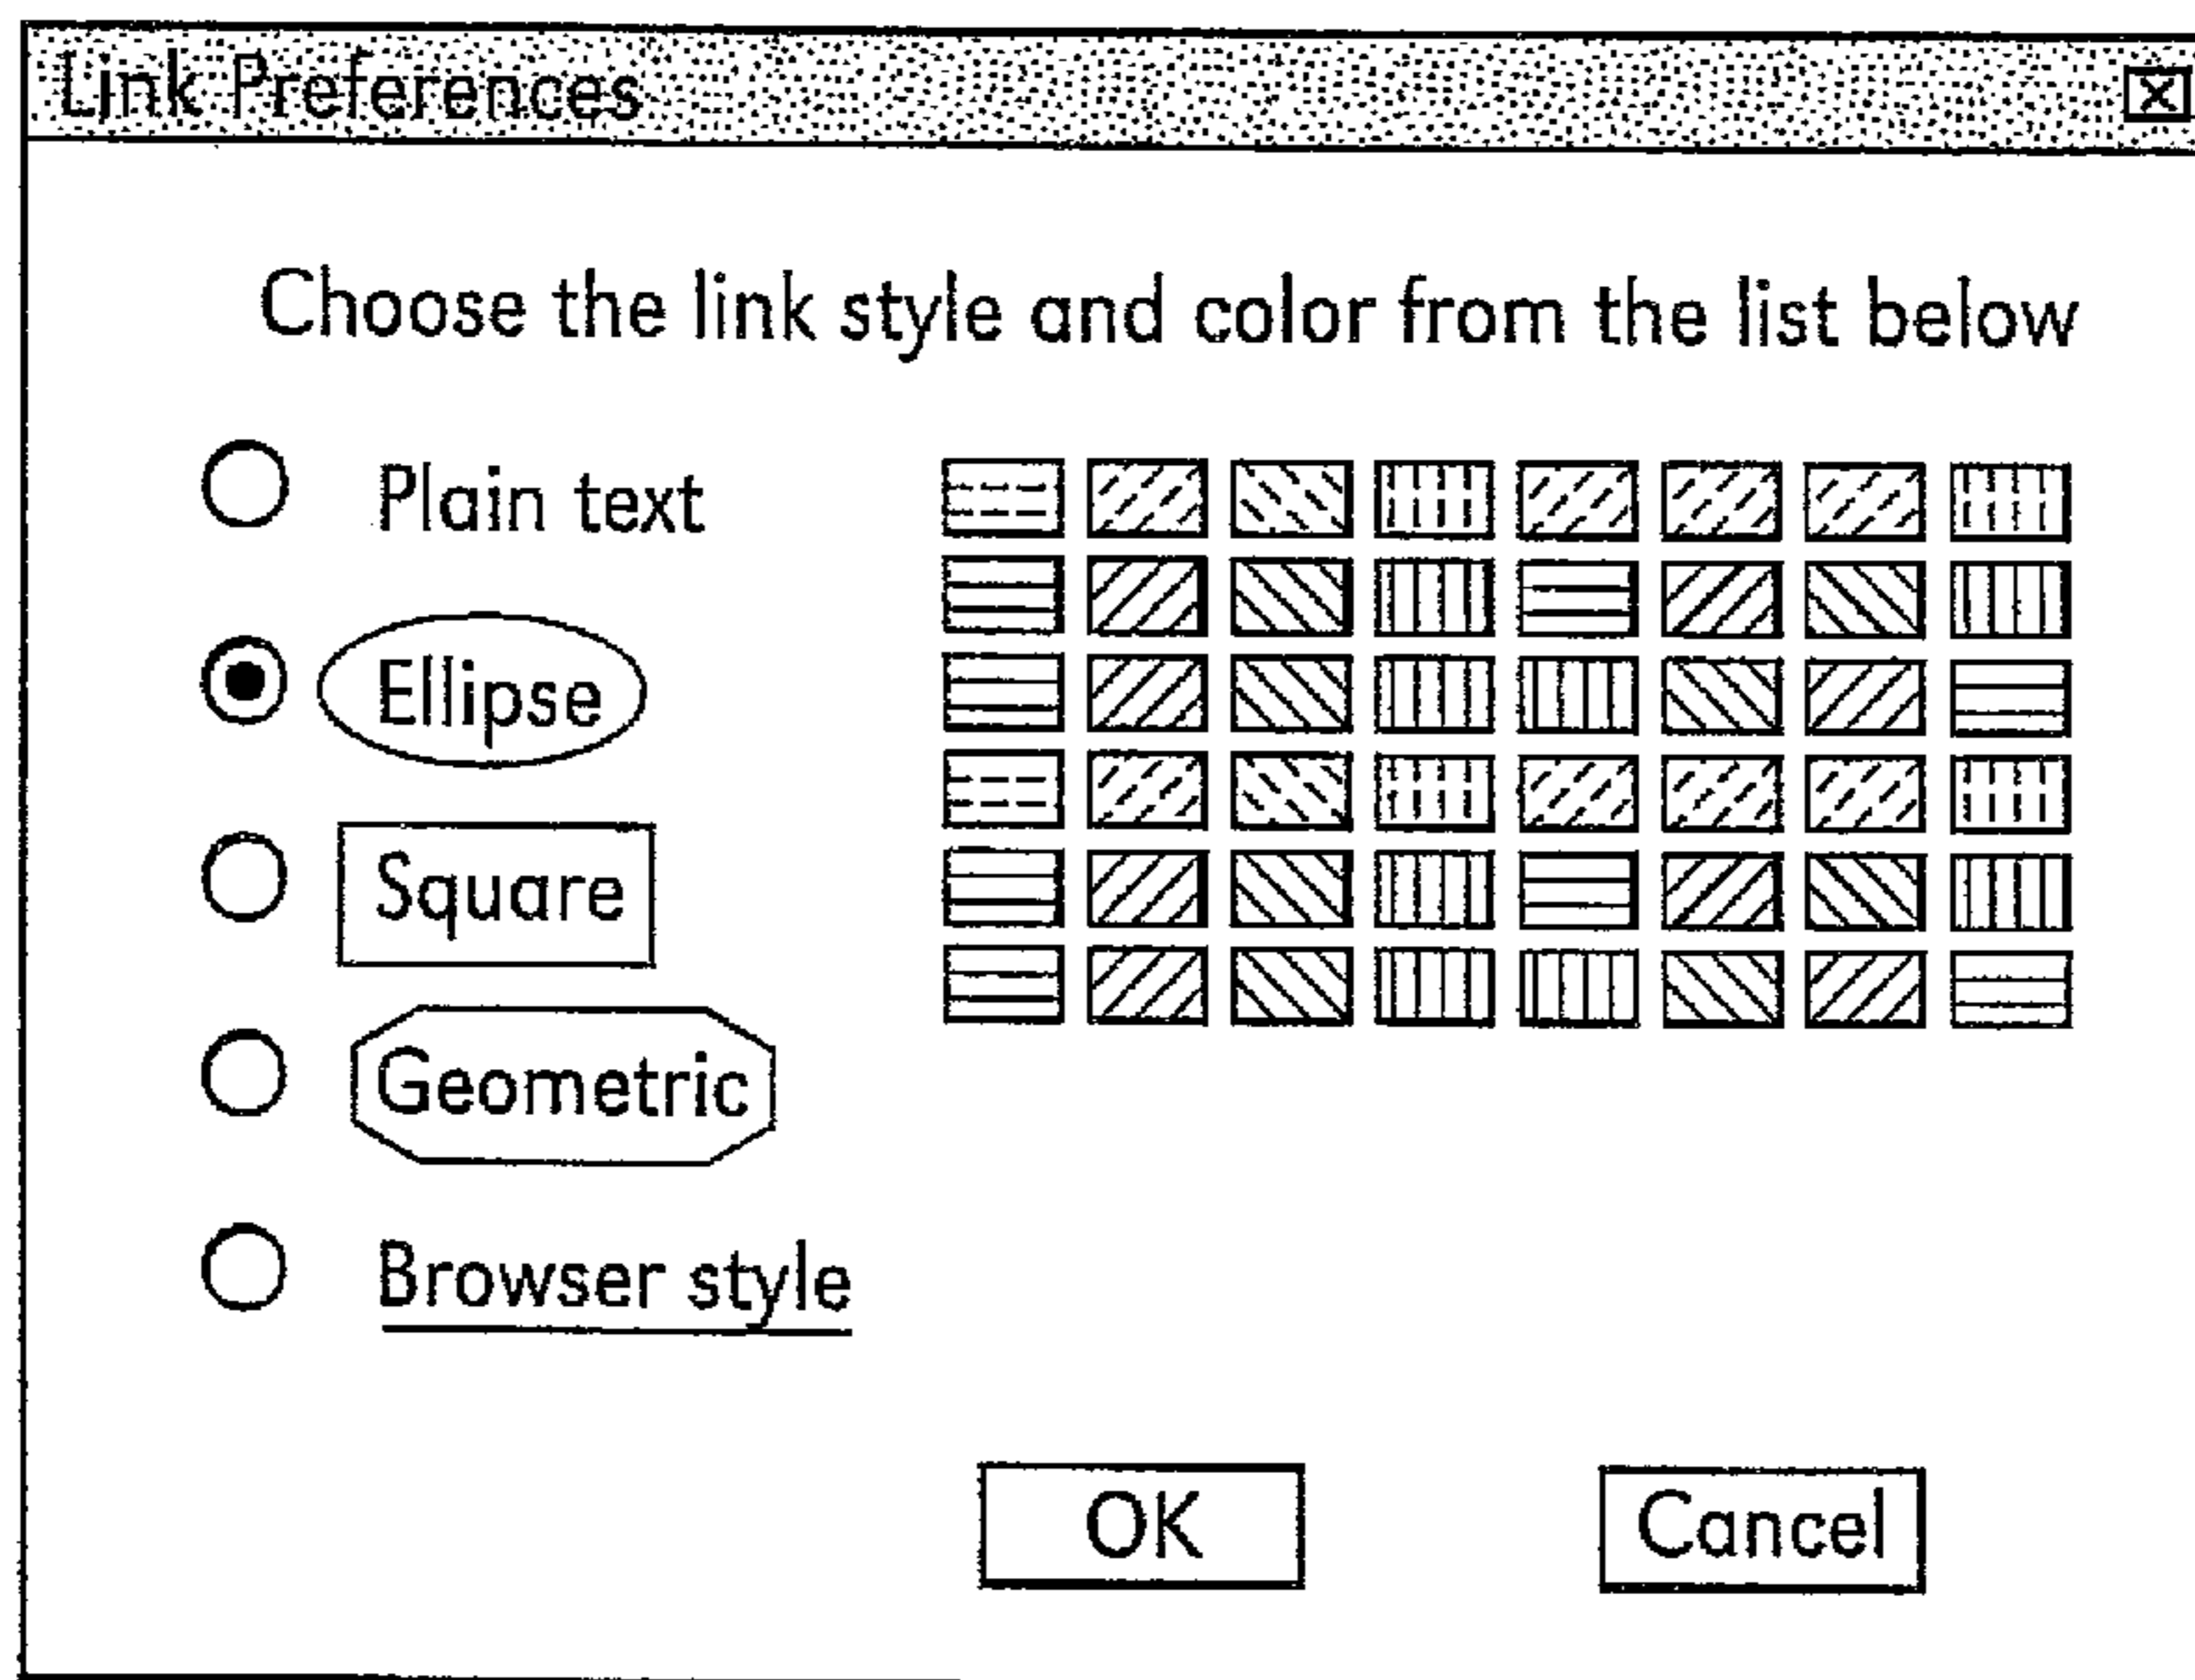 Link Preferences
Choose the link style and color from the list below
Plain text
Ellipse
Square
Geometric
Browser style
OK
Cancel